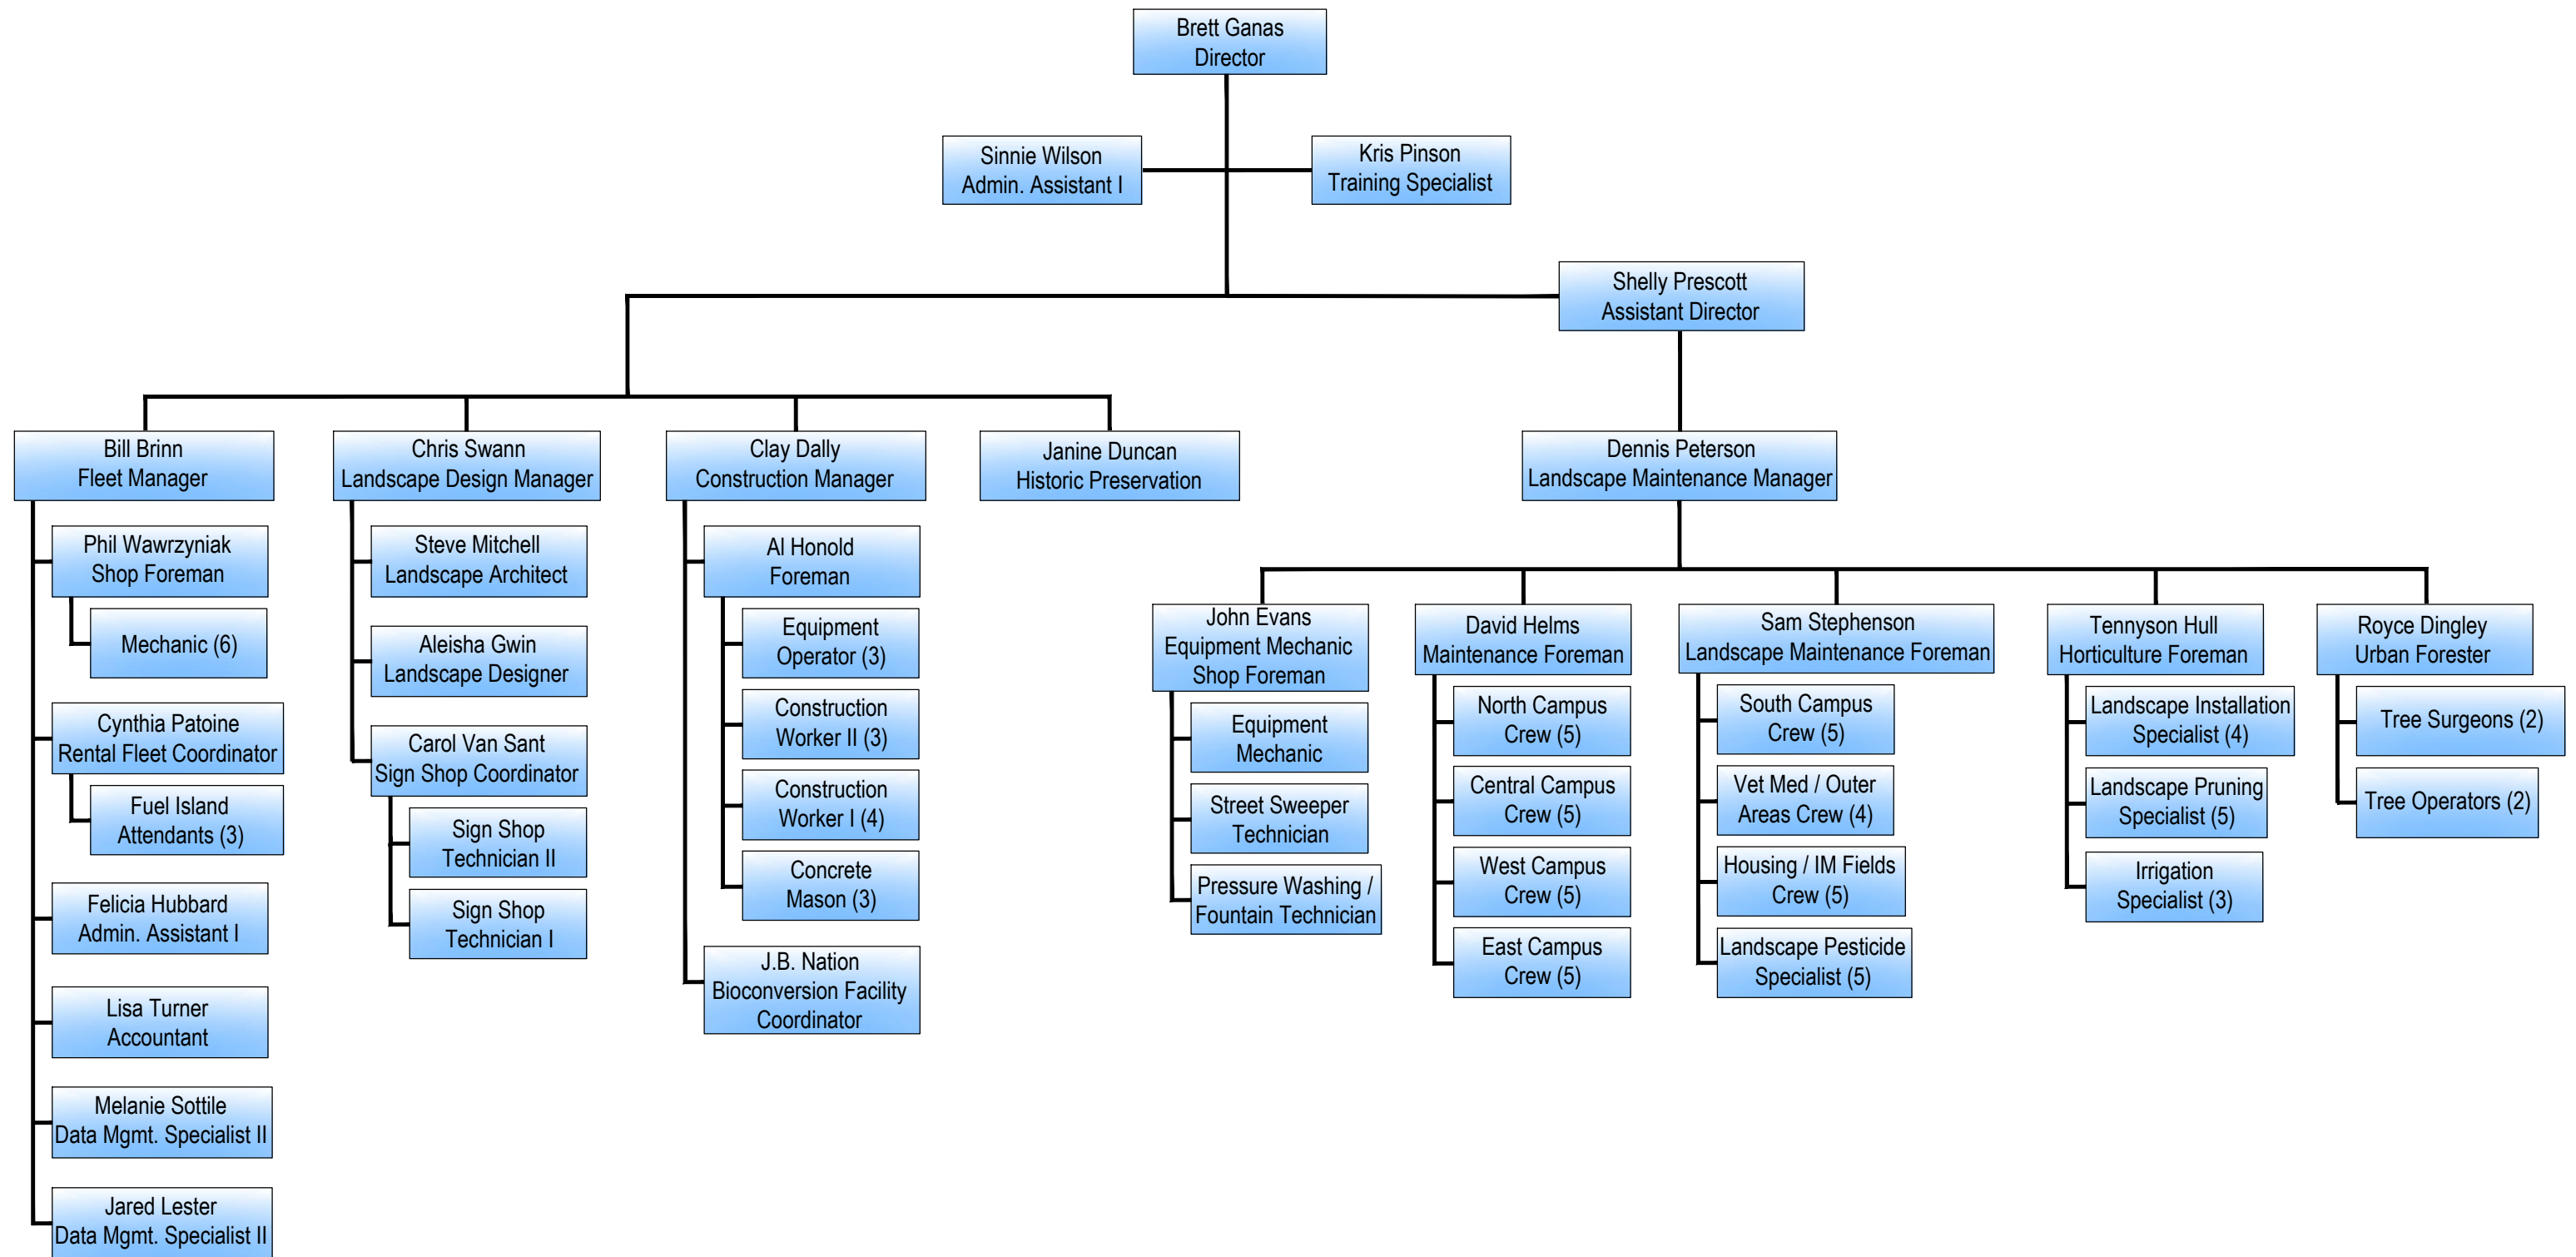 Brett Ganas
Director
Sinnie Wilson
Admin. Assistant I
Kris Pinson
Training Specialist
Shelly Prescott
Assistant Director
Bill Brinn
Fleet Manager
Chris Swann
Landscape Design Manager
Clay Dally
Construction Manager
Janine Duncan
Historic Preservation
Dennis Peterson
Landscape Maintenance Manager
Phil Wawrzyniak
Shop Foreman
Mechanic (6)
Cynthia Patoine
Rental Fleet Coordinator
Fuel Island
Attendants (3)
Felicia Hubbard
Admin. Assistant I
Lisa Turner
Accountant
Melanie Sottile
Data Mgmt. Specialist II
Jared Lester
Data Mgmt. Specialist II
Steve Mitchell
Landscape Architect
Aleisha Gwin
Landscape Designer
Carol Van Sant
Sign Shop Coordinator
Sign Shop
Technician II
Sign Shop
Technician I
Al Honold
Foreman
Equipment
Operator (3)
Construction
Worker II (3)
Construction
Worker I (4)
Concrete
Mason (3)
J.B. Nation
Bioconversion Facility
Coordinator
John Evans
Equipment Mechanic
Shop Foreman
Equipment
Mechanic
Street Sweeper
Technician
Pressure Washing /
Fountain Technician
David Helms
Maintenance Foreman
North Campus
Crew (5)
Central Campus
Crew (5)
West Campus
Crew (5)
East Campus
Crew (5)
Sam Stephenson
Landscape Maintenance Foreman
South Campus
Crew (5)
Vet Med / Outer
Areas Crew (4)
Housing / IM Fields
Crew (5)
Landscape Pesticide
Specialist (5)
Tennyson Hull
Horticulture Foreman
Landscape Installation
Specialist (4)
Landscape Pruning
Specialist (5)
Irrigation
Specialist (3)
Royce Dingley
Urban Forester
Tree Surgeons (2)
Tree Operators (2)